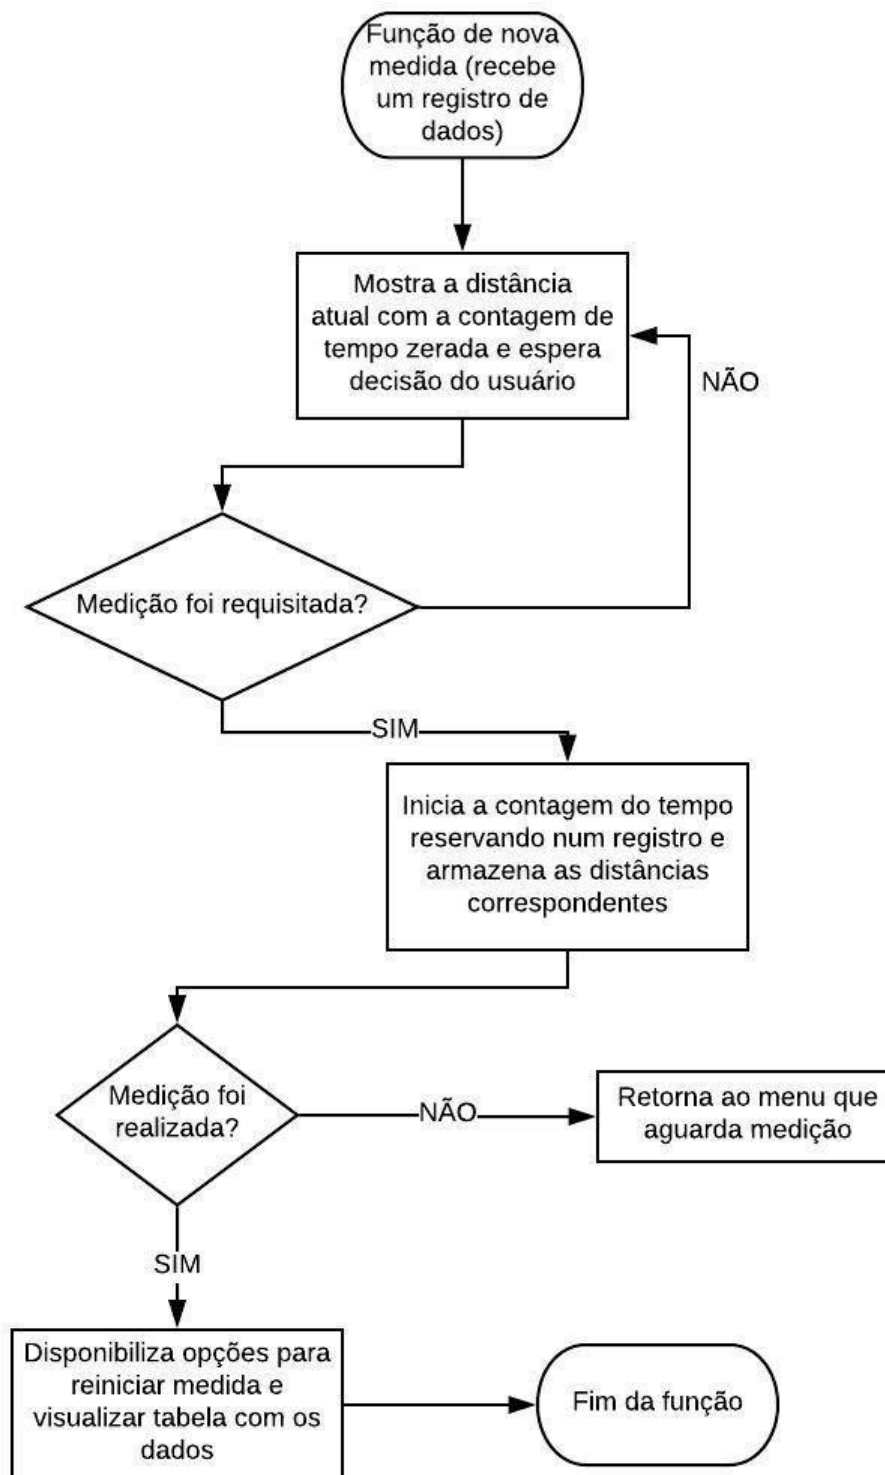 Função de nova
medida (recebe
um registro de
dados)
Mostra a distância
atual com a contagem de
tempo zerada e espera
decisão do usuário
NÃO
Medição foi requisitada?
SIM
Inicia a contagem do tempo
reservando num registro e
armazena as distâncias
correspondentes
Medição foi
realizada?
NÃO
Retorna ao menu que
aguarda medição
SIM
Disponibiliza opções para
reiniciar medida e
visualizar tabela com os
dados
Fim da função